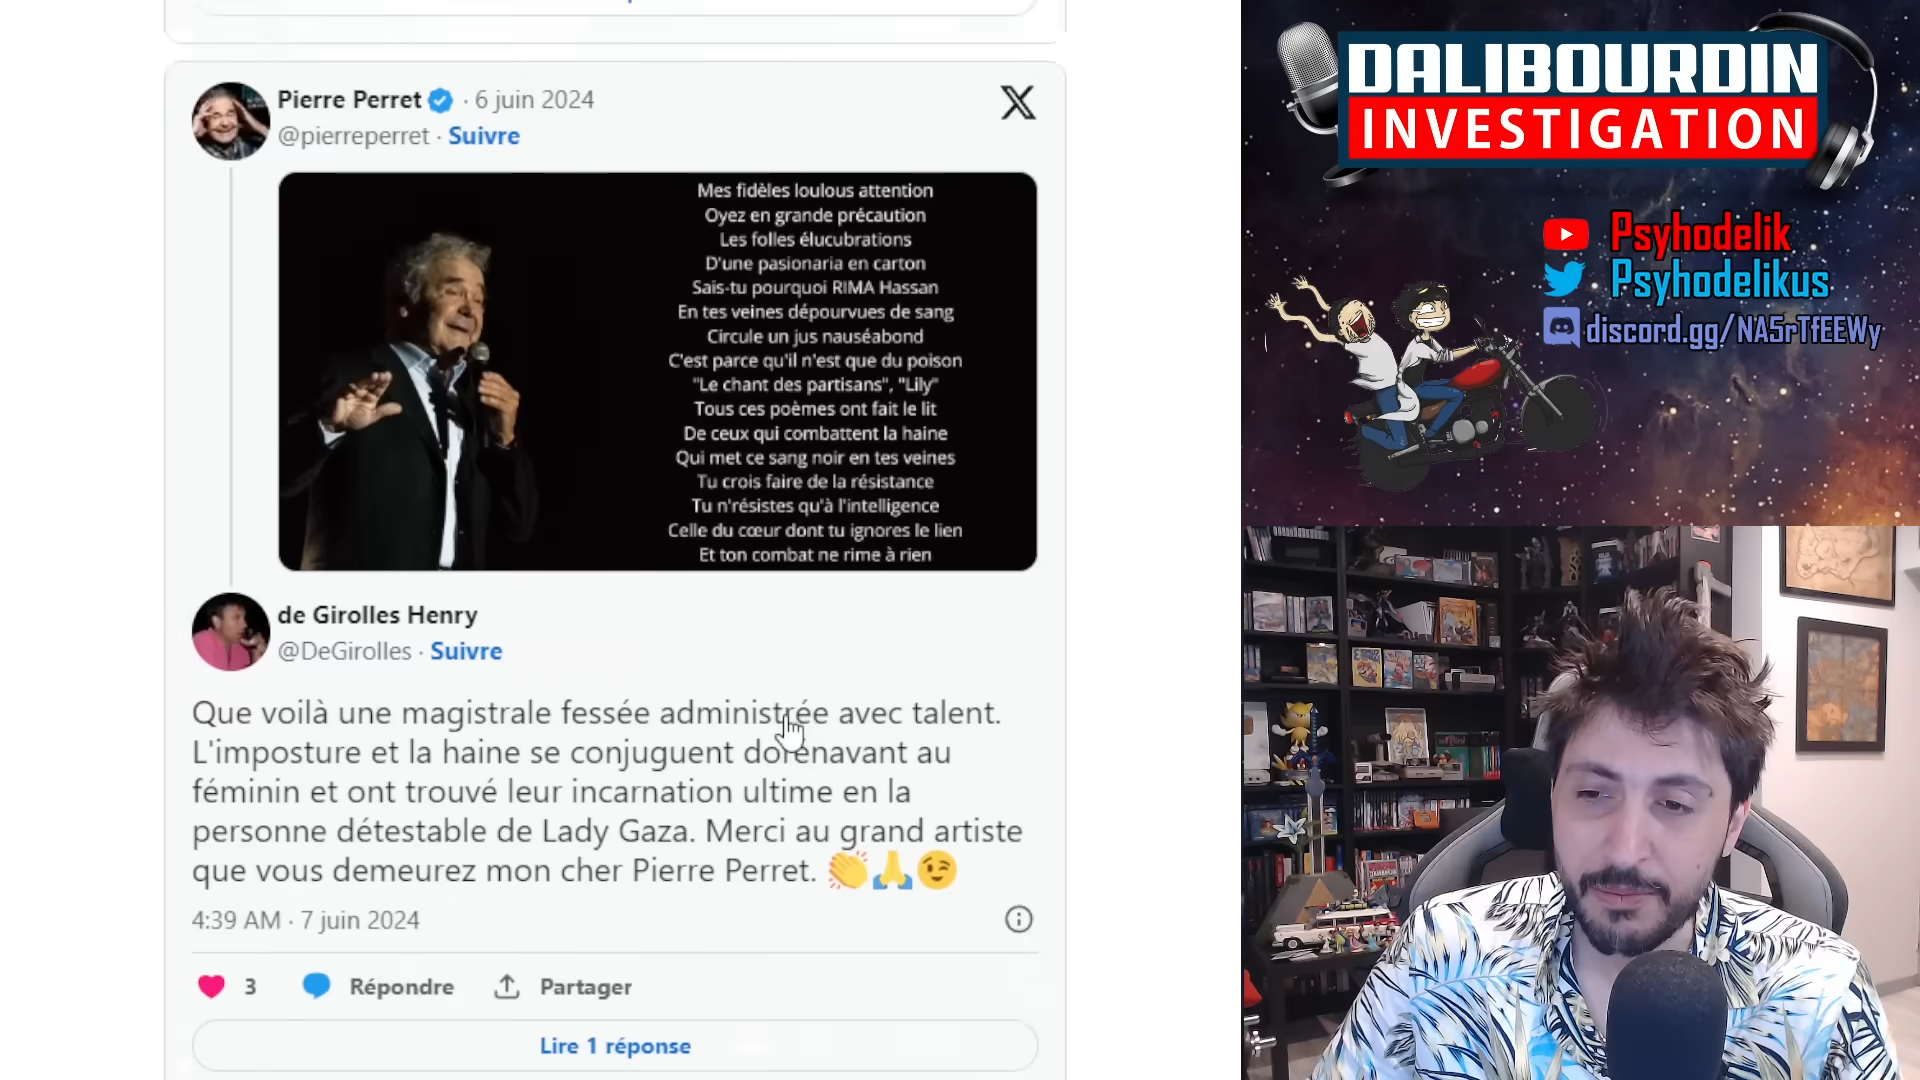 Pierre Perret · 6 juin 2024
@pierreperret · Suivre
Mes fidèles loulous attention
Oyez en grande précaution
Les folles élucubrations
D'une pasionaria en carton
Sais-tu pourquoi RIMA Hassan
En tes veines dépourvues de sang
Circule un jus nauséabond
C'est parce qu'il n'est que du poison
"Le chant des partisans", "Lily"
Tous ces poèmes ont fait le lit
De ceux qui combattent la haine
Qui met ce sang noir en tes veines
Tu crois faire de la résistance
Tu n'résistes qu'à l'intelligence
Celle du cœur dont tu ignores le lien
Et ton combat ne rime à rien
de Girolles Henry
@DeGirolles · Suivre
Que voilà une magistrale fessée administrée avec talent.
L'imposture et la haine se conjuguent dorénavant au
féminin et ont trouvé leur incarnation ultime en la
personne détestable de Lady Gaza. Merci au grand artiste
que vous demeurez mon cher Pierre Perret. 👏🙏😉
4:39 AM · 7 juin 2024
3 Répondre Partager
Lire 1 réponse
DALIBOURDIN
INVESTIGATION
Psyhodelik
Psyhodelikus
discord.gg/NA5rTfEEWy